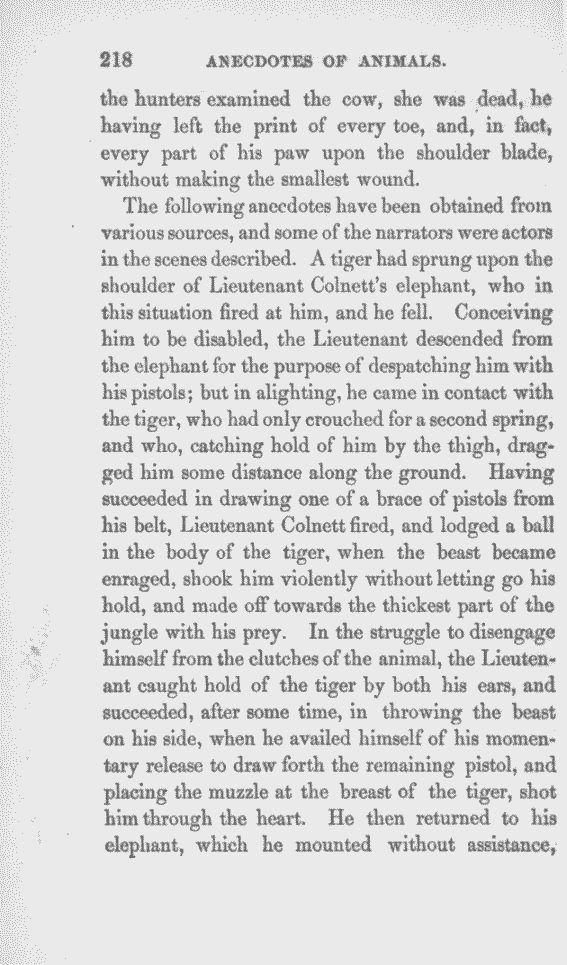 218 ANECDOTES OF ANIMALS.
the hunters examined the cow, she was dead, he
having left the print of every toe, and, in fact,
every part of his paw upon the shoulder blade,
without making the smallest wound.
The following anecdotes have been obtained from
various sources, and some of the narrators were actors
in the scenes described. A tiger had sprung upon the
shoulder of Lieutenant Colnett's elephant, who in
this situation fired at him, and he fell. Conceiving
him to be disabled, the Lieutenant descended from
the elephant for the purpose of despatching him with
his pistols; but in alighting, he came in contact with
the tiger, who had only crouched for a second spring,
and who, catching hold of him by the thigh, drag-
ged him some distance along the ground. Having
succeeded in drawing one of a brace of pistols from
his belt, Lieutenant Colnett fired, and lodged a ball
in the body of the tiger, when the beast became
enraged, shook him violently without letting go his
hold, and made off towards the thickest part of the
jungle with his prey. In the struggle to disengage
himself from the clutches of the animal, the Lieuten-
ant caught hold of the tiger by both his ears, and
succeeded, after some time, in throwing the beast
on his side, when he availed himself of his momen-
tary release to draw forth the remaining pistol, and
placing the muzzle at the breast of the tiger, shot
him through the heart. He then returned to his
elephant, which he mounted without assistance,